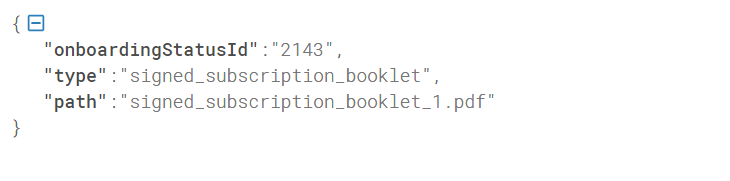 {
"onboardingStatusId":"2143",
"type":"signed_subscription_booklet",
"path":"signed_subscription_booklet_1.pdf"
}